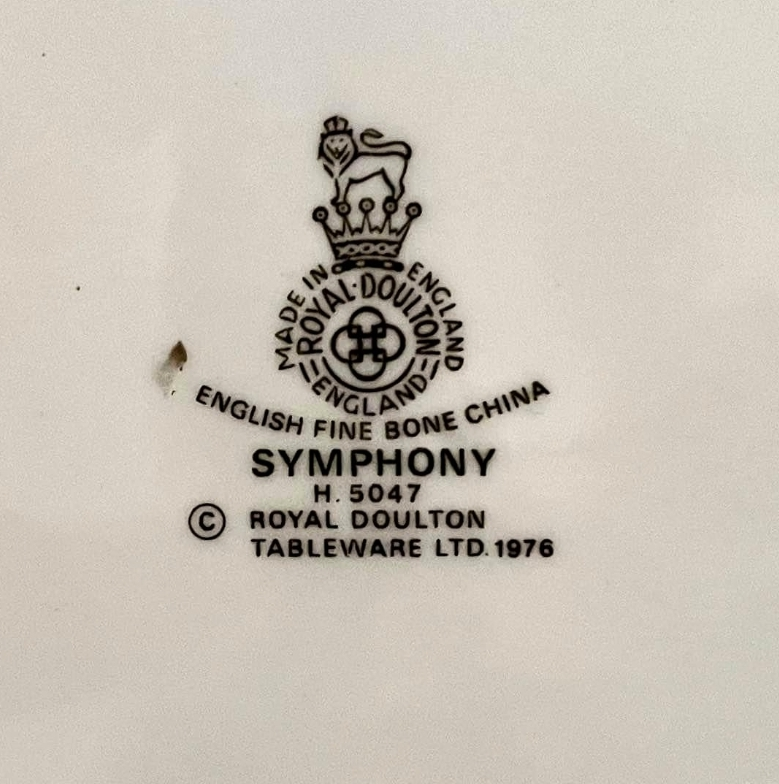 MADE IN ENGLAND
ROYAL·DOULTON
ENGLAND
ENGLISH FINE BONE CHINA
SYMPHONY
H. 5047
© ROYAL DOULTON
TABLEWARE LTD. 1976